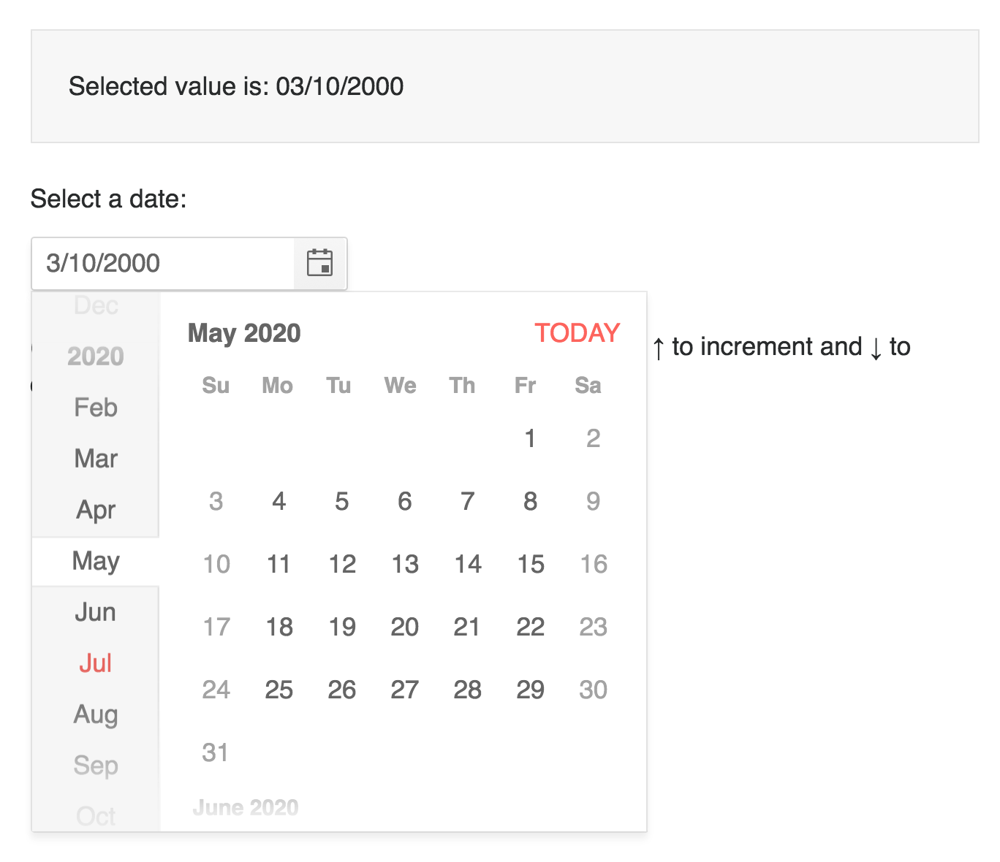 Selected value is: 03/10/2000
Select a date:
3/10/2000
Dec
2020
Feb
Mar
Apr
May
Jun
Jul
Aug
Sep
Oct
May 2020 TODAY
Su Mo Tu We Th Fr Sa
1 2
3 4 5 6 7 8 9
10 11 12 13 14 15 16
17 18 19 20 21 22 23
24 25 26 27 28 29 30
31
June 2020
↑ to increment and ↓ to